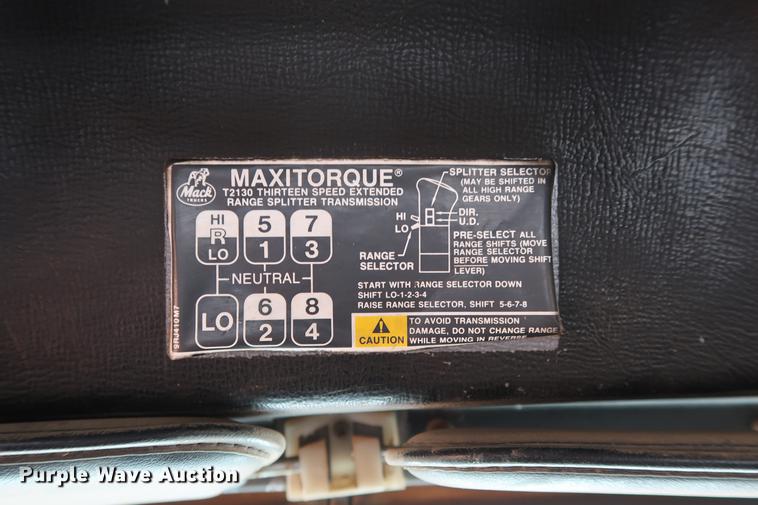 MAXITORQUE®
T2130 THIRTEEN SPEED EXTENDED
RANGE SPLITTER TRANSMISSION
Mack
TRUCKS
HI
R
LO
5
1
7
3
NEUTRAL
LO
6
2
8
4
9RJ410M7
SPLITTER SELECTOR
(MAY BE SHIFTED IN
ALL HIGH RANGE
GEARS ONLY)
HI
LO
DIR.
U.D.
RANGE
SELECTOR
PRE-SELECT ALL
RANGE SHIFTS (MOVE
RANGE SELECTOR
BEFORE MOVING SHIFT
LEVER)
START WITH RANGE SELECTOR DOWN
SHIFT LO-1-2-3-4
RAISE RANGE SELECTOR, SHIFT 5-6-7-8
CAUTION
TO AVOID TRANSMISSION
DAMAGE, DO NOT CHANGE RANGE
WHILE MOVING IN REVERSE
Purple Wave Auction